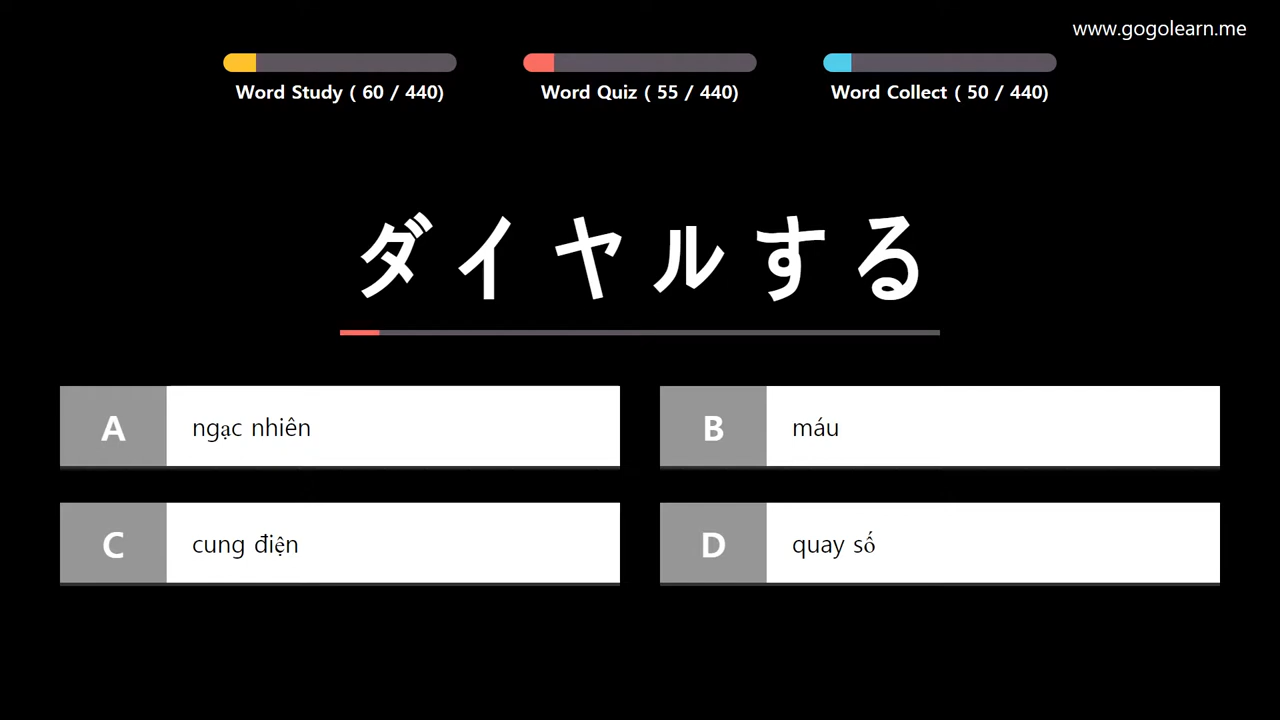 www.gogolearn.me
Word Study ( 60 / 440)
Word Quiz ( 55 / 440)
Word Collect ( 50 / 440)
ダイヤルする
A
ngạc nhiên
B
máu
C
cung điện
D
quay số